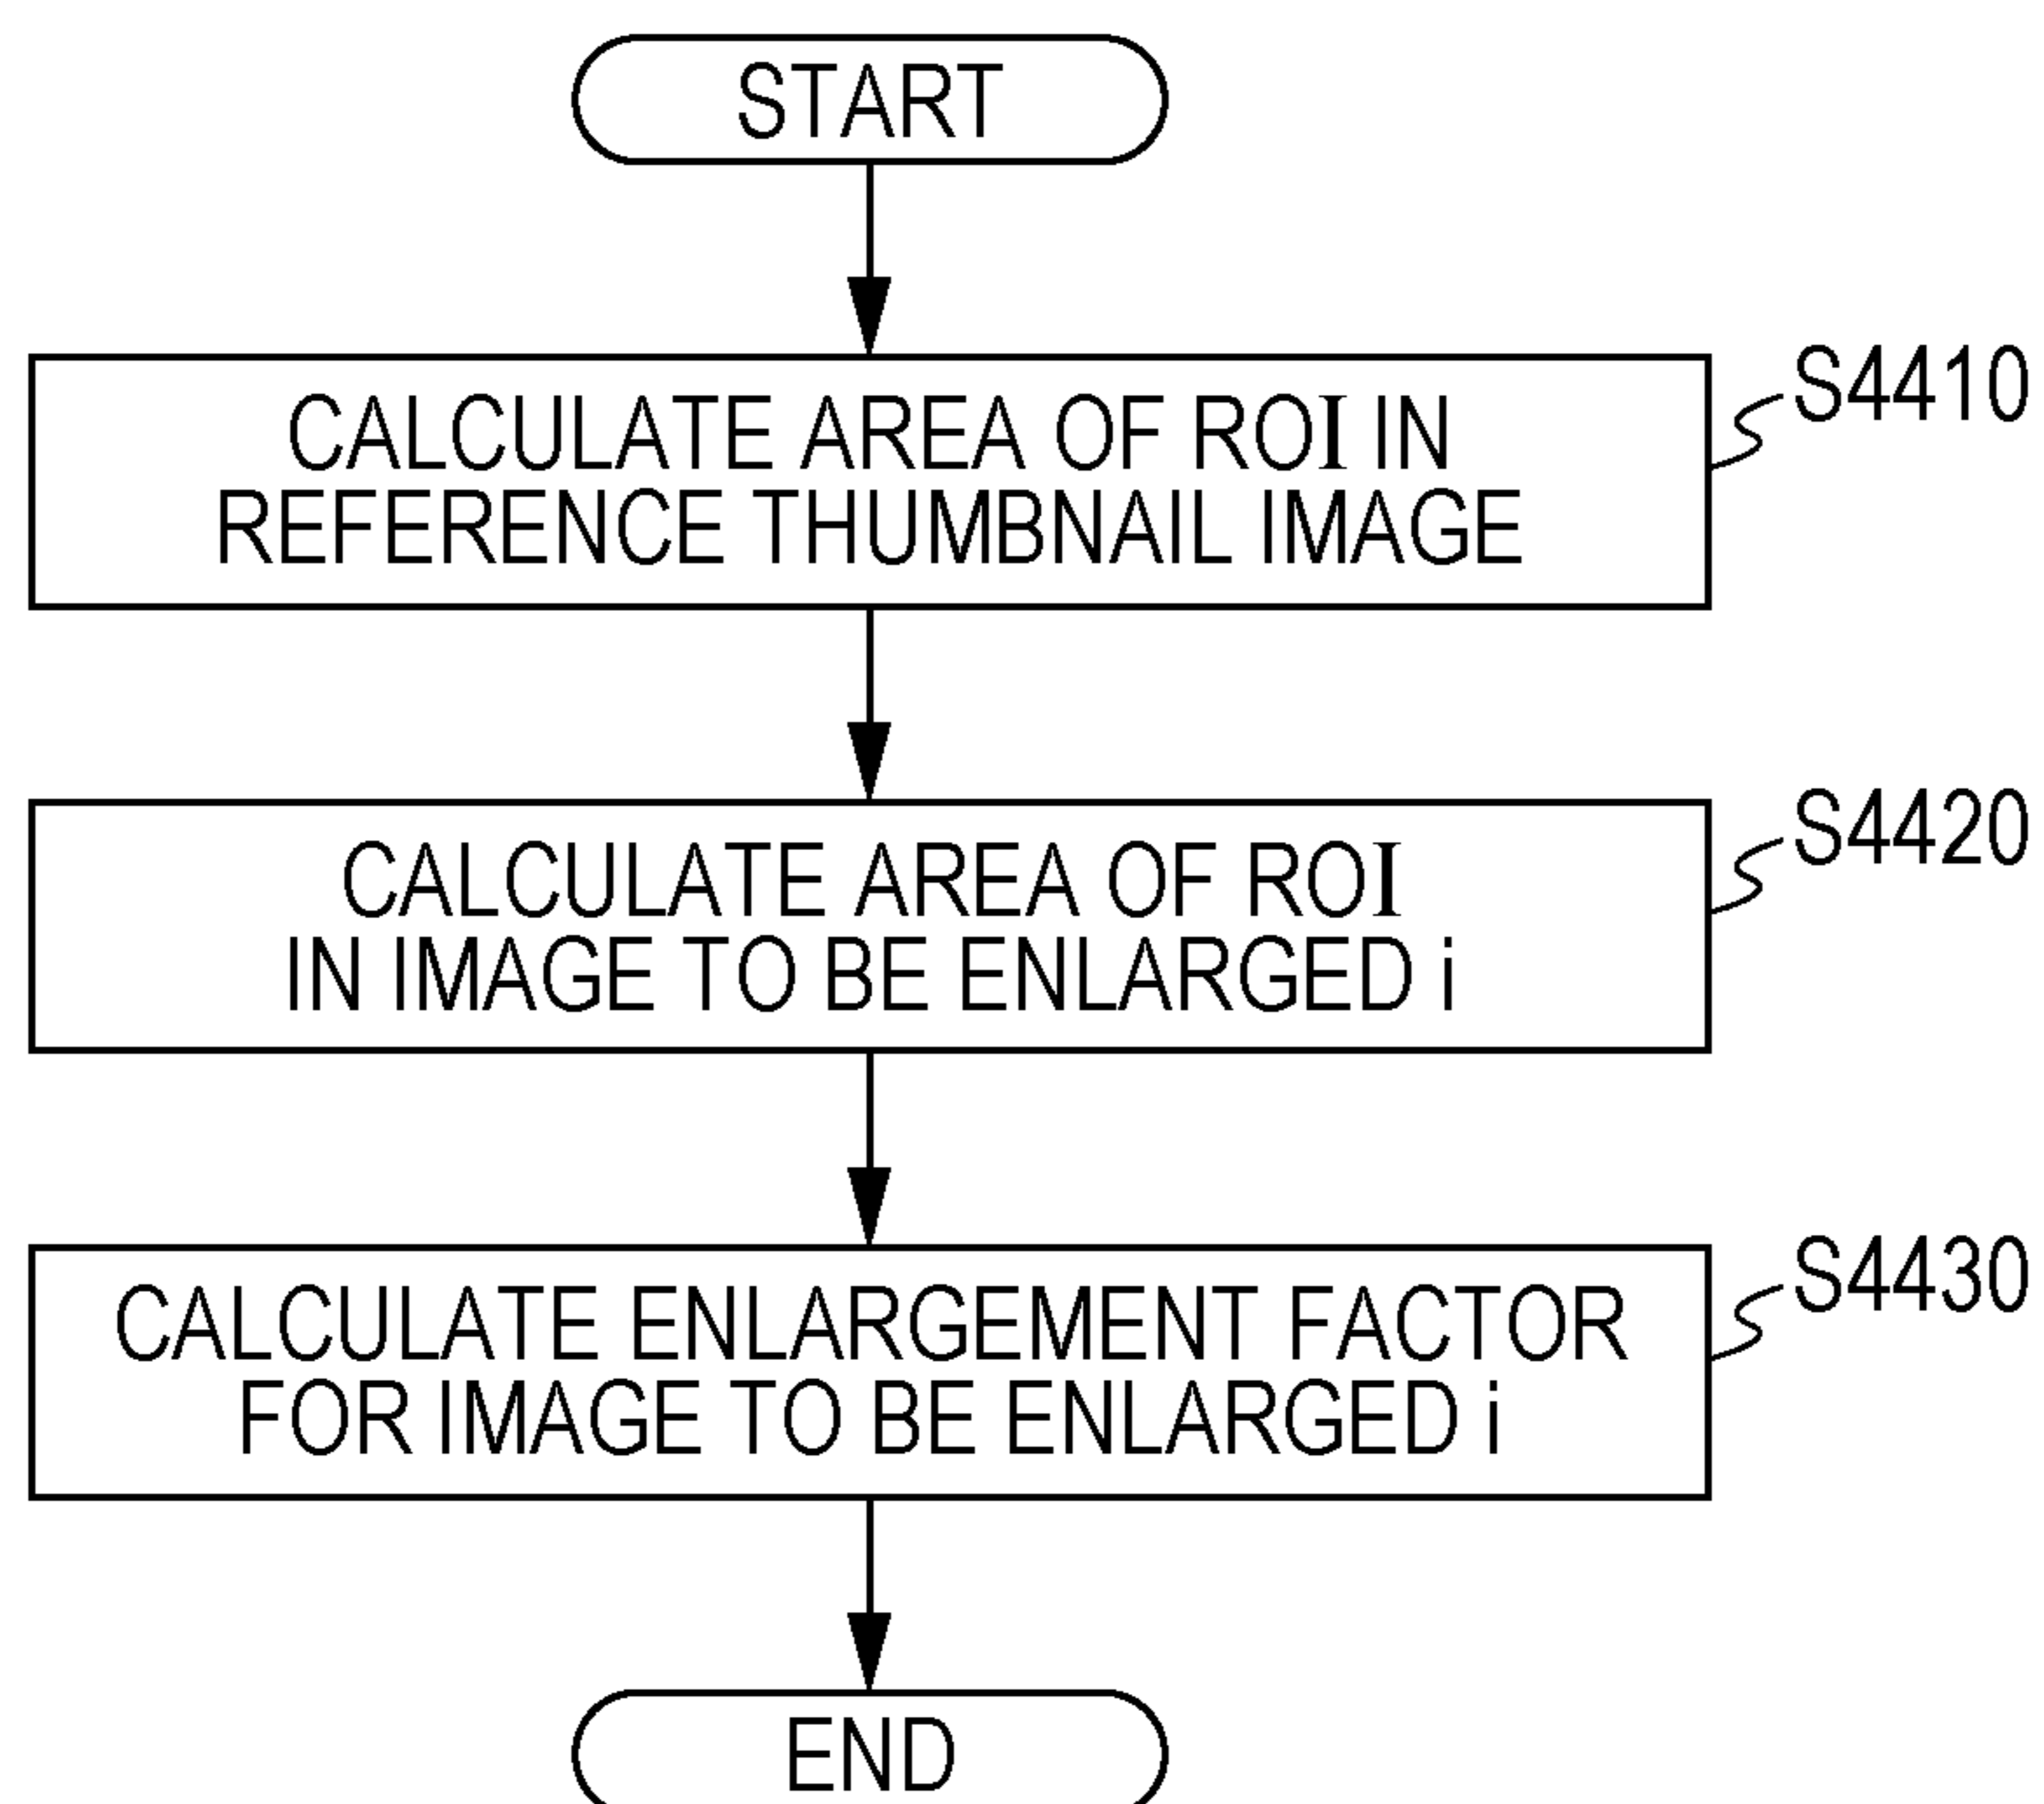 START
S4410
CALCULATE AREA OF ROI IN
REFERENCE THUMBNAIL IMAGE
S4420
CALCULATE AREA OF ROI
IN IMAGE TO BE ENLARGED i
S4430
CALCULATE ENLARGEMENT FACTOR
FOR IMAGE TO BE ENLARGED i
END